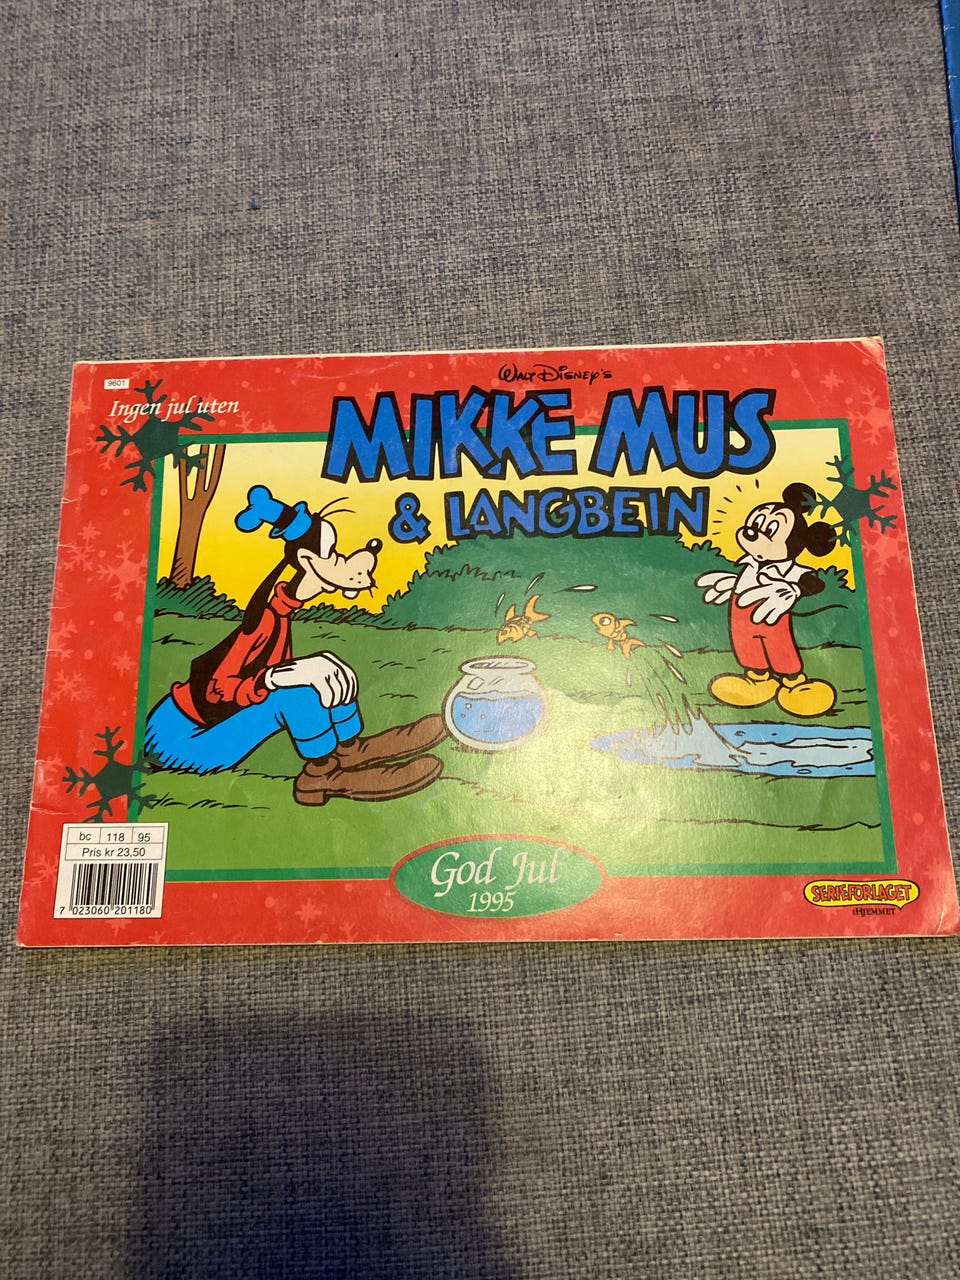 9601
Ingen jul uten
WALT DISNEY'S
MIKKE MUS
& LANGBEIN
bc 118 95
Pris kr 23,50
7 023060 201180
God Jul
1995
SERIEFORLAGET
HJEMMET